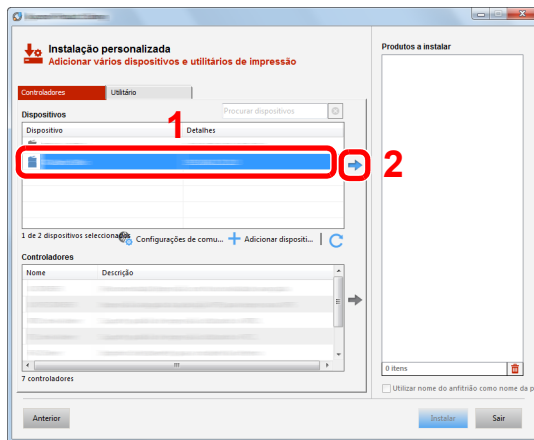 Instalação personalizada
Adicionar vários dispositivos e utilitários de impressão
Produtos a instalar
Controladores
Utilitário
1
Dispositivos
Procurar dispositivos
Dispositivo
Detalhes
2
1 de 2 dispositivos seleccionados
Configurações de comu...
Adicionar dispositi...
Controladores
Nome
Descrição
7 controladores
0 itens
Utilizar nome do anfitrião como nome da p
Anterior
Instalar
Sair